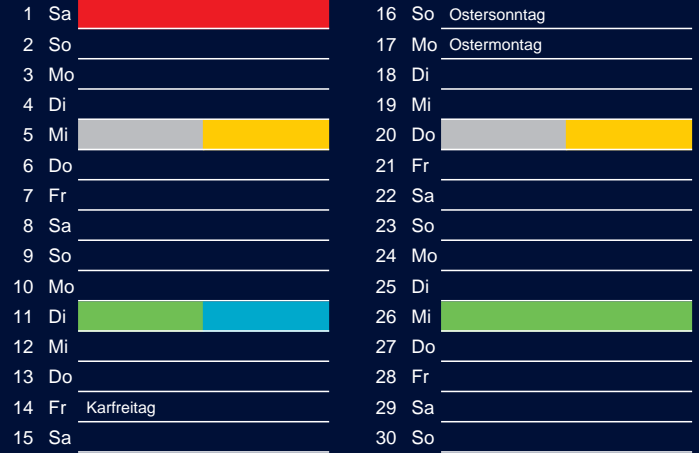 1 Sa
2 So
3 Mo
4 Di
5 Mi
6 Do
7 Fr
8 Sa
9 So
10 Mo
11 Di
12 Mi
13 Do
14 Fr Karfreitag
15 Sa
16 So Ostersonntag
17 Mo Ostermontag
18 Di
19 Mi
20 Do
21 Fr
22 Sa
23 So
24 Mo
25 Di
26 Mi
27 Do
28 Fr
29 Sa
30 So